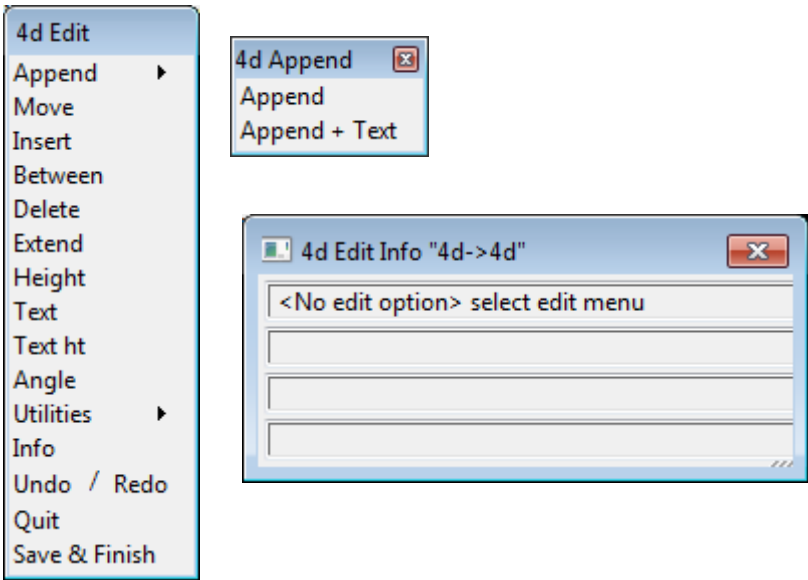 4d Edit
Append
Move
Insert
Between
Delete
Extend
Height
Text
Text ht
Angle
Utilities
Info
Undo / Redo
Quit
Save & Finish
4d Append
Append
Append + Text
4d Edit Info "4d->4d"
<No edit option> select edit menu